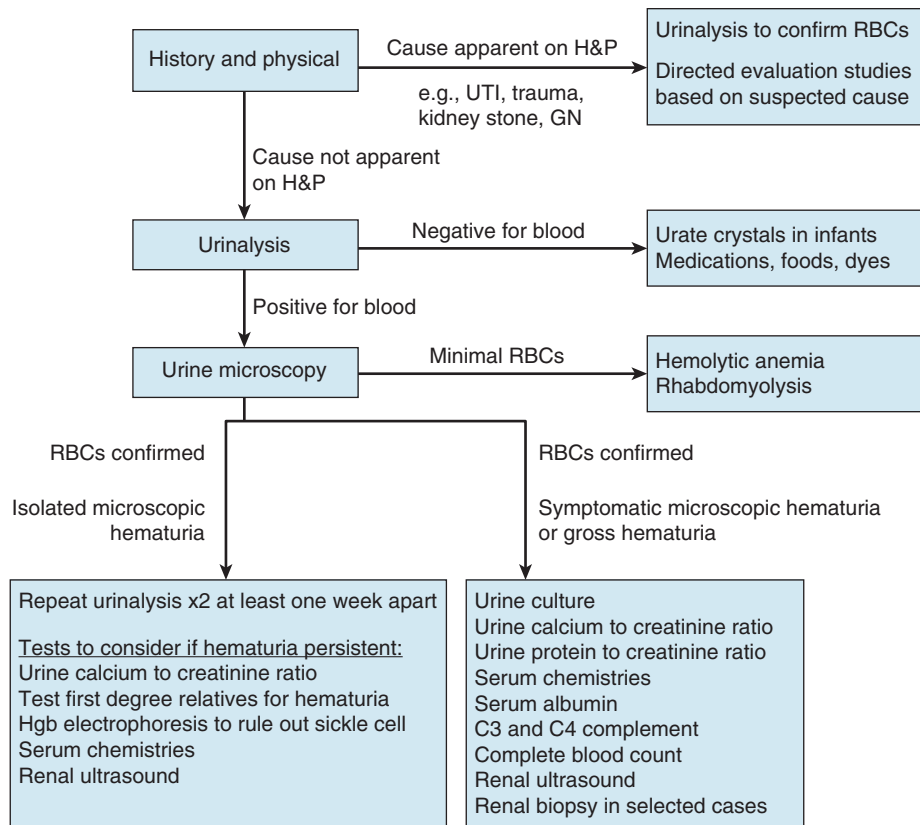 History and physical
Cause apparent on H&P
e.g., UTI, trauma,
kidney stone, GN
Urinalysis to confirm RBCs
Directed evaluation studies
based on suspected cause
Cause not apparent
on H&P
Urinalysis
Negative for blood
Urate crystals in infants
Medications, foods, dyes
Positive for blood
Urine microscopy
Minimal RBCs
Hemolytic anemia
Rhabdomyolysis
RBCs confirmed
Isolated microscopic
hematuria
RBCs confirmed
Symptomatic microscopic hematuria
or gross hematuria
Repeat urinalysis x2 at least one week apart
Tests to consider if hematuria persistent:
Urine calcium to creatinine ratio
Test first degree relatives for hematuria
Hgb electrophoresis to rule out sickle cell
Serum chemistries
Renal ultrasound
Urine culture
Urine calcium to creatinine ratio
Urine protein to creatinine ratio
Serum chemistries
Serum albumin
C3 and C4 complement
Complete blood count
Renal ultrasound
Renal biopsy in selected cases